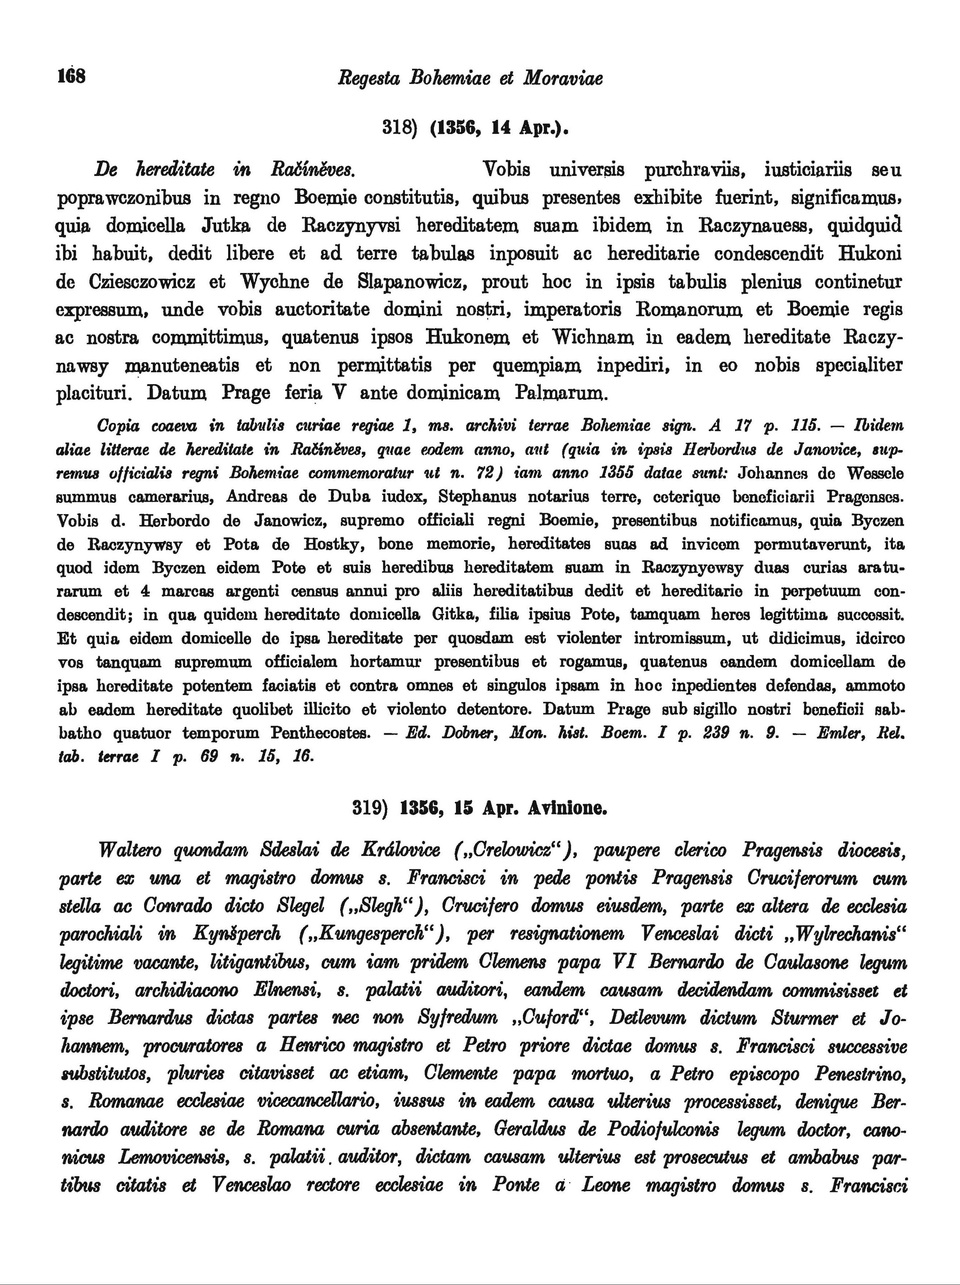 168 Regesta Bohemiae et Moraviae
318) (1356, 14 Apr.).
De hereditate in Račíněves. Vobis universis purchraviis, iusticiariis seu
poprawczonibus in regno Boemie constitutis, quibus presentes exhibite fuerint, significamus,
quia domicella Jutka de Raczynyvsi hereditatem suam ibidem in Raczynauess, quidquid
ibi habuit, dedit libere et ad terre tabulas inposuit ac hereditarie condescendit Hukoni
de Cziesczowicz et Wychne de Slapanowicz, prout hoc in ipsis tabulis plenius continetur
expressum, unde vobis auctoritate domini nostri, imperatoris Romanorum et Boemie regis
ac nostra committimus, quatenus ipsos Hukonem et Wichnam in eadem hereditate Raczy-
nawsy manuteneatis et non permittatis per quempiam inpediri, in eo nobis specialiter
placituri. Datum Prage feria V ante dominicam Palmarum.
Copia coaeva in tabulis curiae regiae 1, ms. archivi terrae Bohemiae sign. A 17 p. 115. — Ibidem
aliae litterae de hereditate in Račíněves, quae eodem anno, aut (quia in ipsis Herbordus de Janovice, sup-
remus officialis regni Bohemiae commemoratur ut n. 72) iam anno 1355 datae sunt: Johannes de Wessele
summus camerarius, Andreas de Duba iudex, Stephanus notarius terre, ceterique beneficiarii Pragenses.
Vobis d. Herbordo de Janowicz, supremo officiali regni Boemie, presentibus notificamus, quia Byczen
de Raczynywsy et Pota de Hostky, bone memorie, hereditates suas ad invicem permutaverunt, ita
quod idem Byczen eidem Pote et suis heredibus hereditatem suam in Raczynyewsy duas curias aratu-
rarum et 4 marcas argenti census annui pro aliis hereditatibus dedit et hereditario in perpetuum con-
descendit; in qua quidem hereditate domicella Gitka, filia ipsius Pote, tamquam heres legittima successit.
Et quia eidem domicelle de ipsa hereditate per quosdam est violenter intromissum, ut didicimus, idcirco
vos tanquam supremum officialem hortamur presentibus et rogamus, quatenus eandem domicellam de
ipsa hereditate potentem faciatis et contra omnes et singulos ipsam in hoc inpedientes defendas, ammoto
ab eadem hereditate quolibet illicito et violento detentore. Datum Prage sub sigillo nostri beneficii sab-
batho quatuor temporum Penthecostes. — Ed. Dobner, Mon. hist. Boem. I p. 239 n. 9. — Emler, Rel.
tab. terrae I p. 69 n. 15, 16.
319) 1356, 15 Apr. Avinione.
Waltero quondam Sdeslai de Královice („Crelowicz“), paupere clerico Pragensis diocesis,
parte ex una et magistro domus s. Francisci in pede pontis Pragensis Cruciferorum cum
stella ac Conrado dicto Slegel („Slegh“), Crucifero domus eiusdem, parte ex altera de ecclesia
parochiali in Kynšperch („Kungesperch“), per resignationem Venceslai dicti „Wylrechanis“
legitime vacante, litigantibus, cum iam pridem Clemens papa VI Bernardo de Caulasone legum
doctori, archidiacono Elnensi, s. palatii auditori, eandem causam decidendam commisisset et
ipse Bernardus dictas partes nec non Syfredum „Cuford“, Detlevum dictum Sturmer et Jo-
hannem, procuratores a Henrico magistro et Petro priore dictae domus s. Francisci successive
substitutos, pluries citavisset ac etiam, Clemente papa mortuo, a Petro episcopo Penestrino,
s. Romanae ecclesiae vicecancellario, iussus in eadem causa ulterius processisset, denique Ber-
nardo auditore se de Romana curia absentante, Geraldus de Podiofulconis legum doctor, cano-
nicus Lemovicensis, s. palatii auditor, dictam causam ulterius est prosecutus et ambabus par-
tibus citatis et Venceslao rectore ecclesiae in Ponte a Leone magistro domus s. Francisci